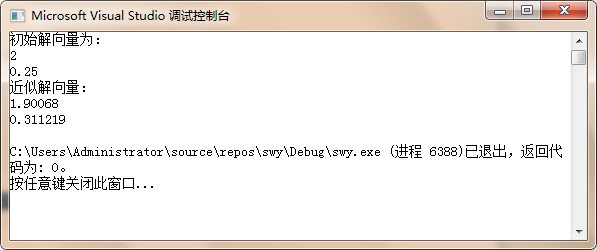 Microsoft Visual Studio 调试控制台
初始解向量为：
2
0.25
近似解向量：
1.90068
0.311219
C:\Users\Administrator\source\repos\swy\Debug\swy.exe (进程 6388)已退出，返回代
码为: 0。
按任意键关闭此窗口...